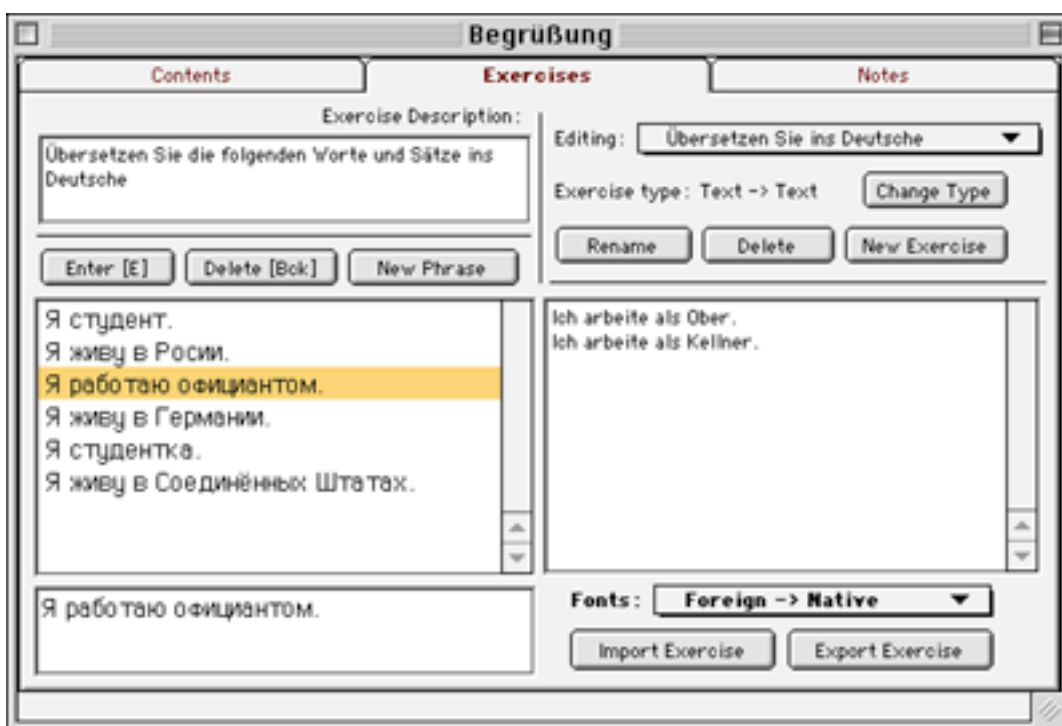 Begrüßung
Contents
Exercises
Notes
Exercise Description:
Übersetzen Sie die folgenden Worte und Sätze ins
Deutsche
Editing: Übersetzen Sie ins Deutsche
Exercise type: Text -> Text
Change Type
Rename
Delete
New Exercise
Enter [E]
Delete [Bck]
New Phrase
Я студент.
Я живу в Росии.
Я работаю официантом.
Я живу в Германии.
Я студентка.
Я живу в Соединённых Штатах.
Ich arbeite als Ober.
Ich arbeite als Kellner.
Я работаю официантом.
Fonts: Foreign -> Native
Import Exercise
Export Exercise